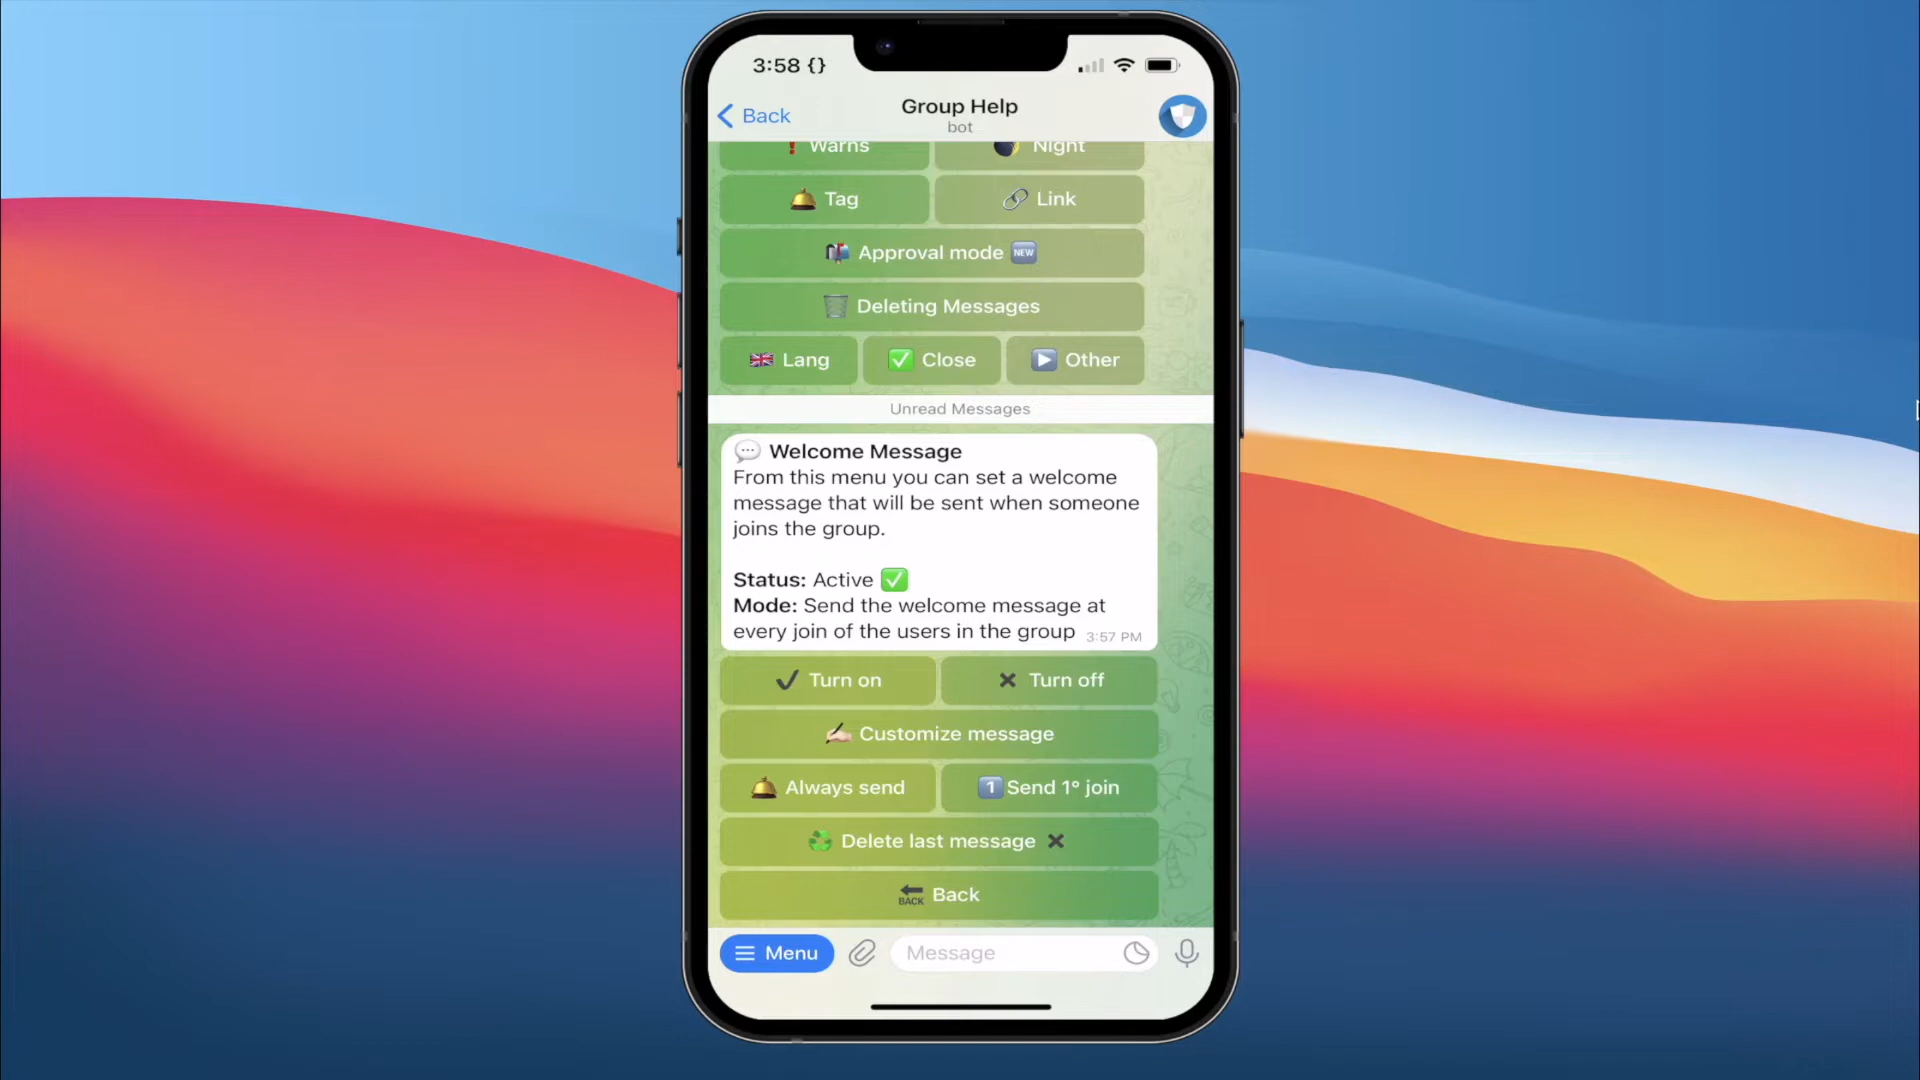 3:58 {}
Back
Group Help
bot
Warns
Night
Tag
Link
Approval mode NEW
Deleting Messages
Lang
Close
Other
Unread Messages
Welcome Message
From this menu you can set a welcome
message that will be sent when someone
joins the group.
Status: Active ✅
Mode: Send the welcome message at
every join of the users in the group 3:57 PM
Turn on
Turn off
Customize message
Always send
1 Send 1° join
Delete last message ✖
BACK Back
Menu
Message